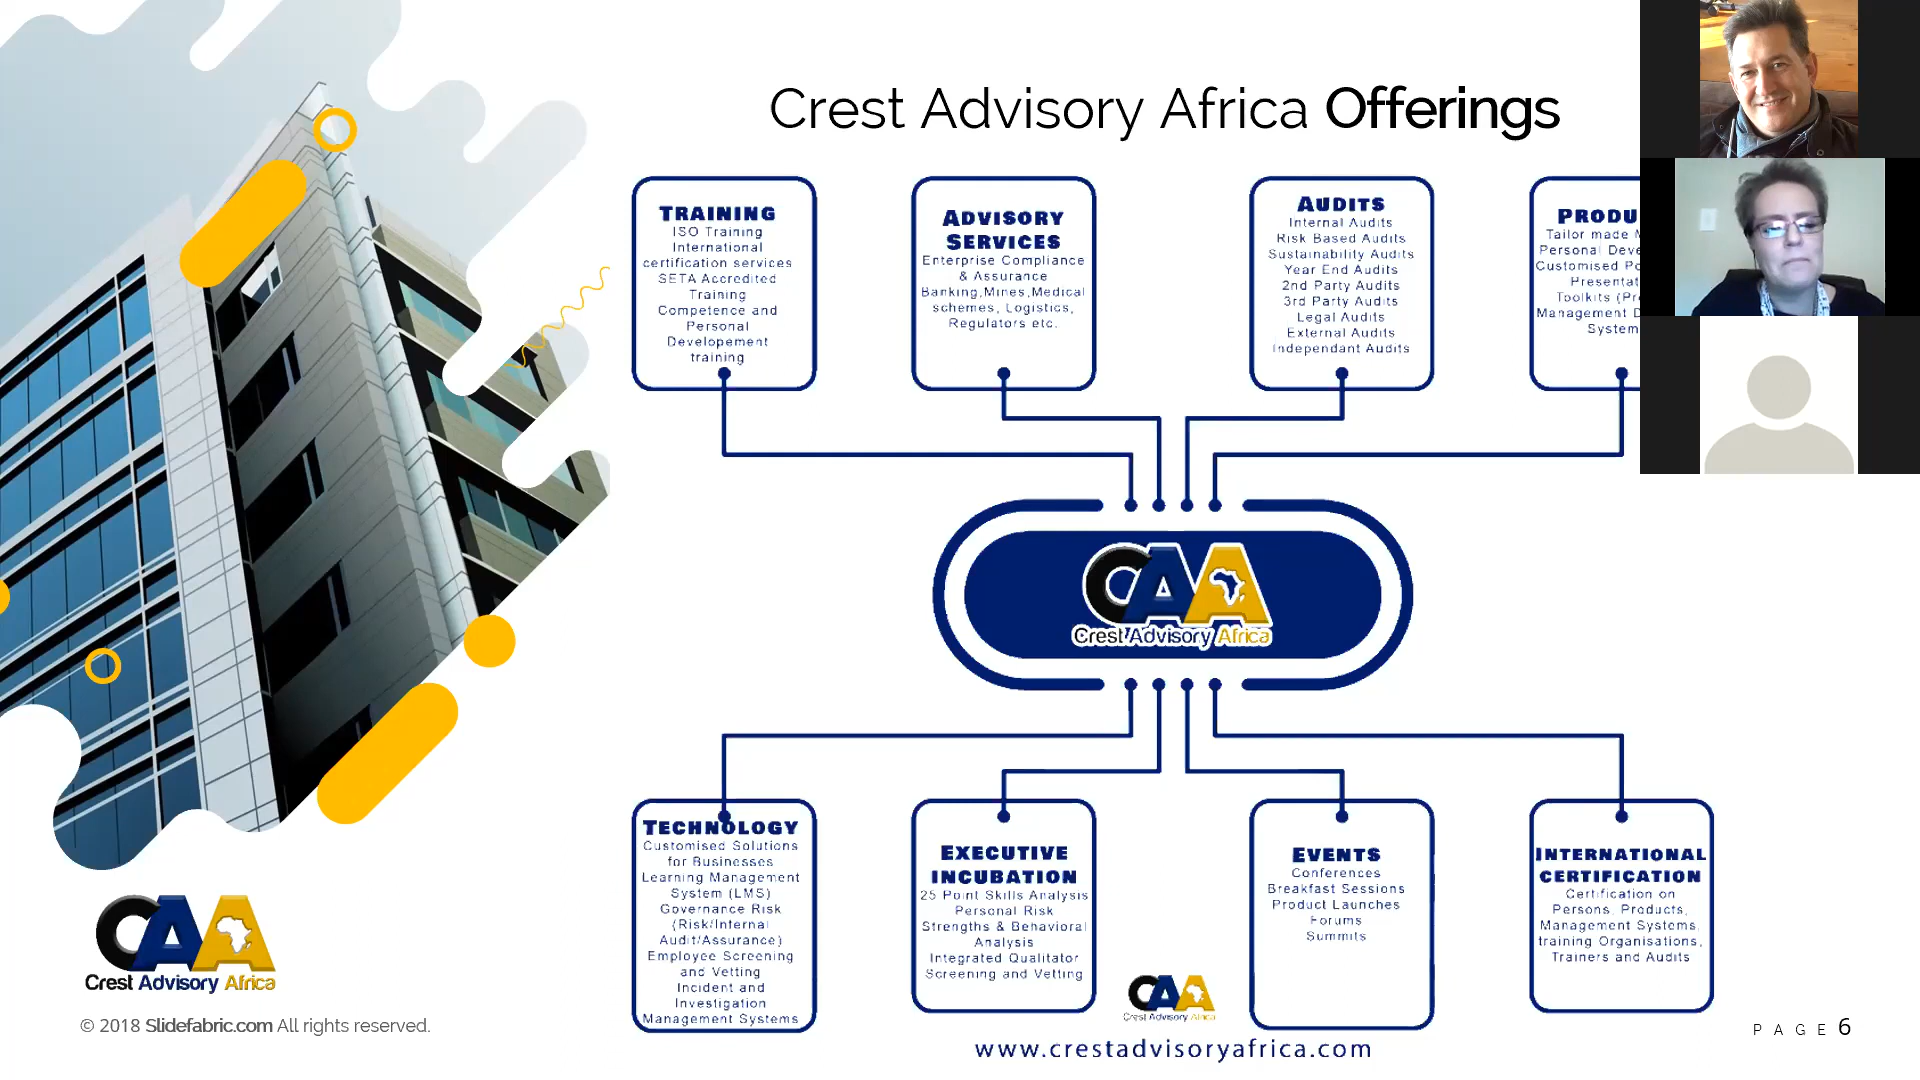 Crest Advisory Africa Offerings
TRAINING
ISO Training
International
certification services
SETA Accredited
Training
Competence and
Personal
Developement
training
ADVISORY
SERVICES
Enterprise Compliance
& Assurance
Banking,Mines,Medical
schemes, Logistics,
Regulators etc.
AUDITS
Internal Audits
Risk Based Audits
Sustainability Audits
Year End Audits
2nd Party Audits
3rd Party Audits
Legal Audits
External Audits
Independant Audits
Tailor made
Personal
Customised
Toolkits
Management
System
CAA
Crest Advisory Africa
TECHNOLOGY
Customised Solutions
for Businesses
Learning Management
System (LMS)
Governance Risk
(Risk/Internal
Audit/Assurance)
Employee Screening
and Vetting
Incident and
Investigation
Management Systems
EXECUTIVE
INCUBATION
25 Point Skills Analysis
Personal Risk
Strengths & Behavioral
Analysis
Integrated Qualitator
Screening and Vetting
EVENTS
Conferences
Breakfast Sessions
Product Launches
Forums
Summits
INTERNATIONAL
CERTIFICATION
Certification on
Persons, Products,
Management Systems,
training Organisations,
Trainers and Audits
CAA
Crest Advisory Africa
CAA
Crest Advisory Africa
© 2018 Slidefabric.com All rights reserved.
www.crestadvisoryafrica.com
PAGE 6